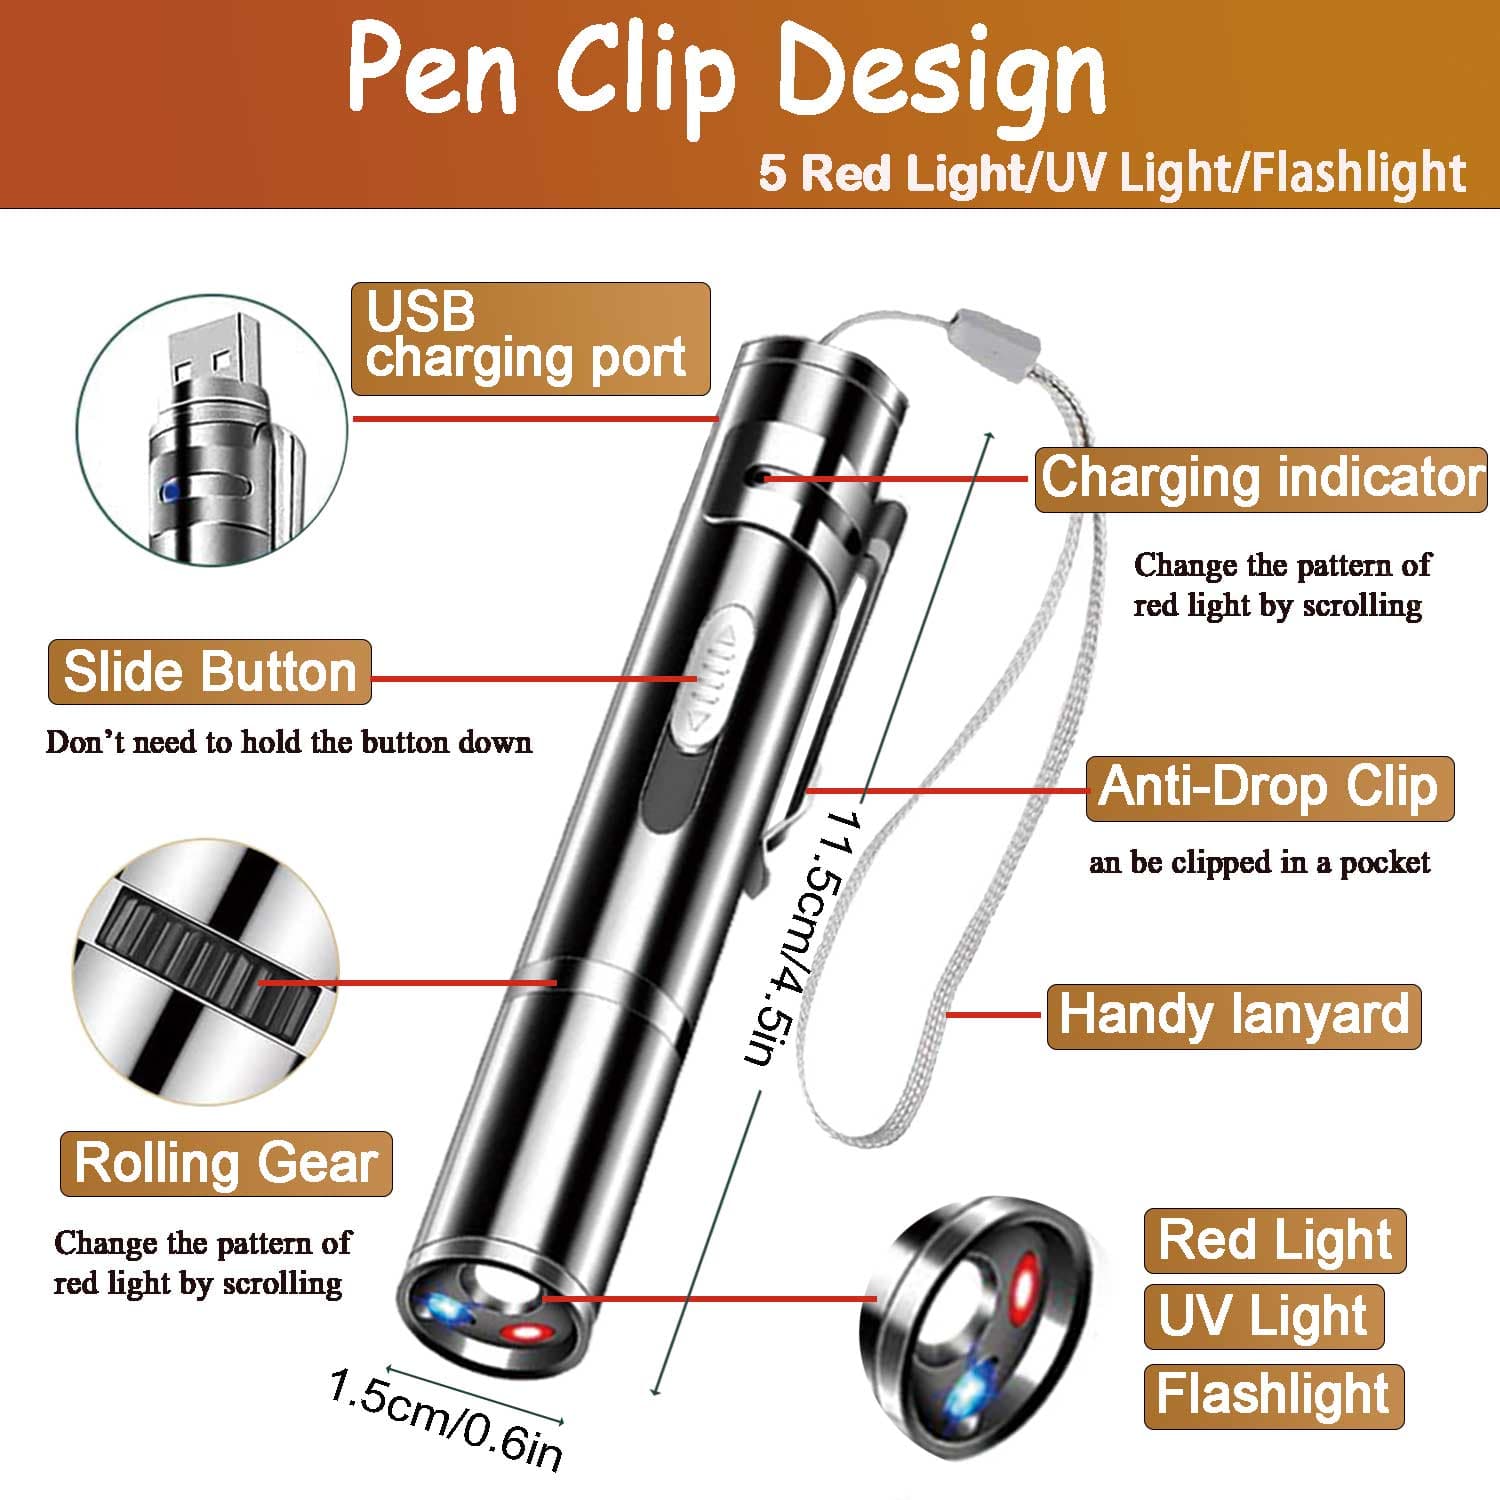 Pen Clip Design
5 Red Light/UV Light/Flashlight
USB
charging port
Charging indicator
Change the pattern of
red light by scrolling
Slide Button
Don't need to hold the button down
Anti-Drop Clip
an be clipped in a pocket
11.5cm/4.5in
Handy lanyard
Rolling Gear
Change the pattern of
red light by scrolling
Red Light
UV Light
Flashlight
1.5cm/0.6in